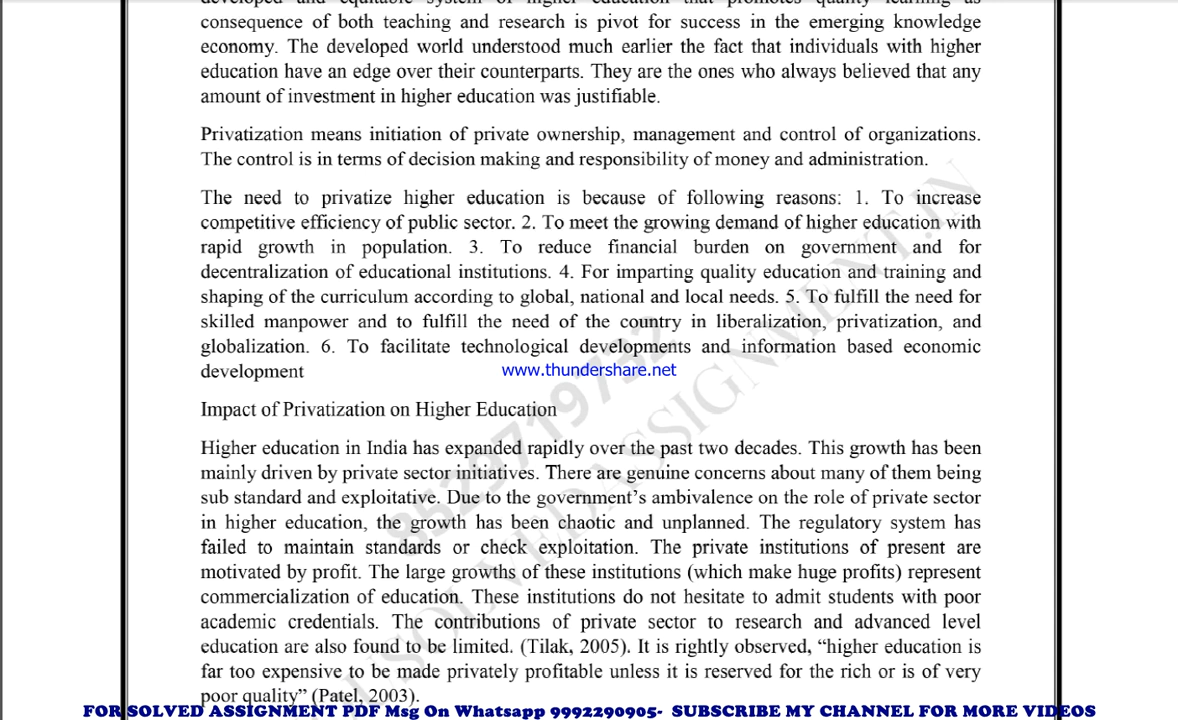 developed and equitable system of higher education that promotes quality learning as
consequence of both teaching and research is pivot for success in the emerging knowledge
economy. The developed world understood much earlier the fact that individuals with higher
education have an edge over their counterparts. They are the ones who always believed that any
amount of investment in higher education was justifiable.
Privatization means initiation of private ownership, management and control of organizations.
The control is in terms of decision making and responsibility of money and administration.
The need to privatize higher education is because of following reasons: 1. To increase
competitive efficiency of public sector. 2. To meet the growing demand of higher education with
rapid growth in population. 3. To reduce financial burden on government and for
decentralization of educational institutions. 4. For imparting quality education and training and
shaping of the curriculum according to global, national and local needs. 5. To fulfill the need for
skilled manpower and to fulfill the need of the country in liberalization, privatization, and
globalization. 6. To facilitate technological developments and information based economic
development
www.thundershare.net
Impact of Privatization on Higher Education
Higher education in India has expanded rapidly over the past two decades. This growth has been
mainly driven by private sector initiatives. There are genuine concerns about many of them being
sub standard and exploitative. Due to the government’s ambivalence on the role of private sector
in higher education, the growth has been chaotic and unplanned. The regulatory system has
failed to maintain standards or check exploitation. The private institutions of present are
motivated by profit. The large growths of these institutions (which make huge profits) represent
commercialization of education. These institutions do not hesitate to admit students with poor
academic credentials. The contributions of private sector to research and advanced level
education are also found to be limited. (Tilak, 2005). It is rightly observed, “higher education is
far too expensive to be made privately profitable unless it is reserved for the rich or is of very
poor quality” (Patel, 2003).
8529719732
SOLVEDASSIGNMENT.IN
FOR SOLVED ASSIGNMENT PDF Msg On Whatsapp 9992290905- SUBSCRIBE MY CHANNEL FOR MORE VIDEOS